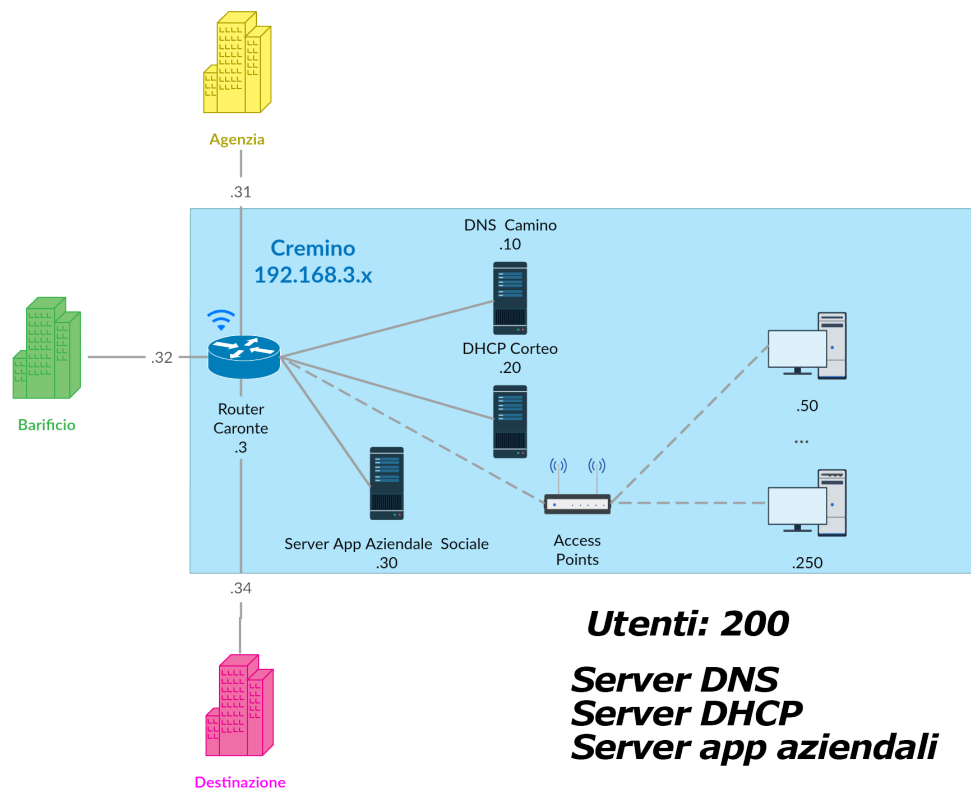 Agenzia
.31
Cremino
192.168.3.x
DNS Camino
.10
Barificio
.32
Router
Caronte
.3
DHCP Corteo
.20
Server App Aziendale Sociale
.30
Access
Points
.50
...
.250
.34
Destinazione
Utenti: 200
Server DNS
Server DHCP
Server app aziendali